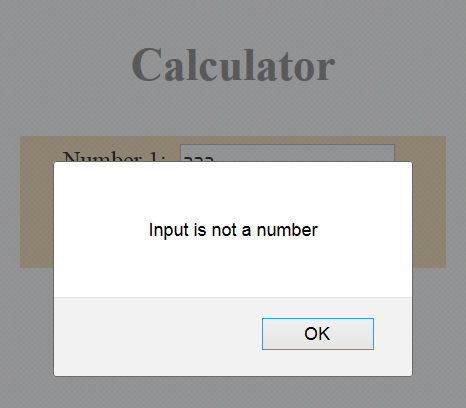 Calculator
Number 1:
Input is not a number
OK